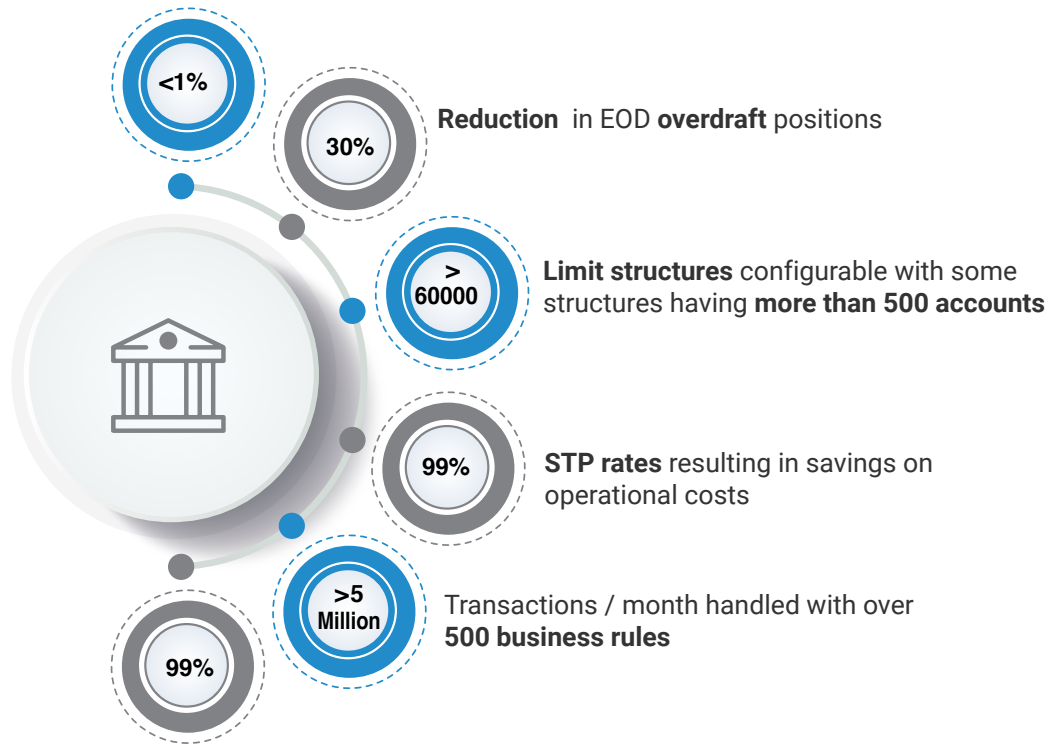 <1%
30%
Reduction in EOD overdraft positions
>
60000
Limit structures configurable with some
structures having more than 500 accounts
99%
STP rates resulting in savings on
operational costs
>5
Million
Transactions / month handled with over
500 business rules
99%